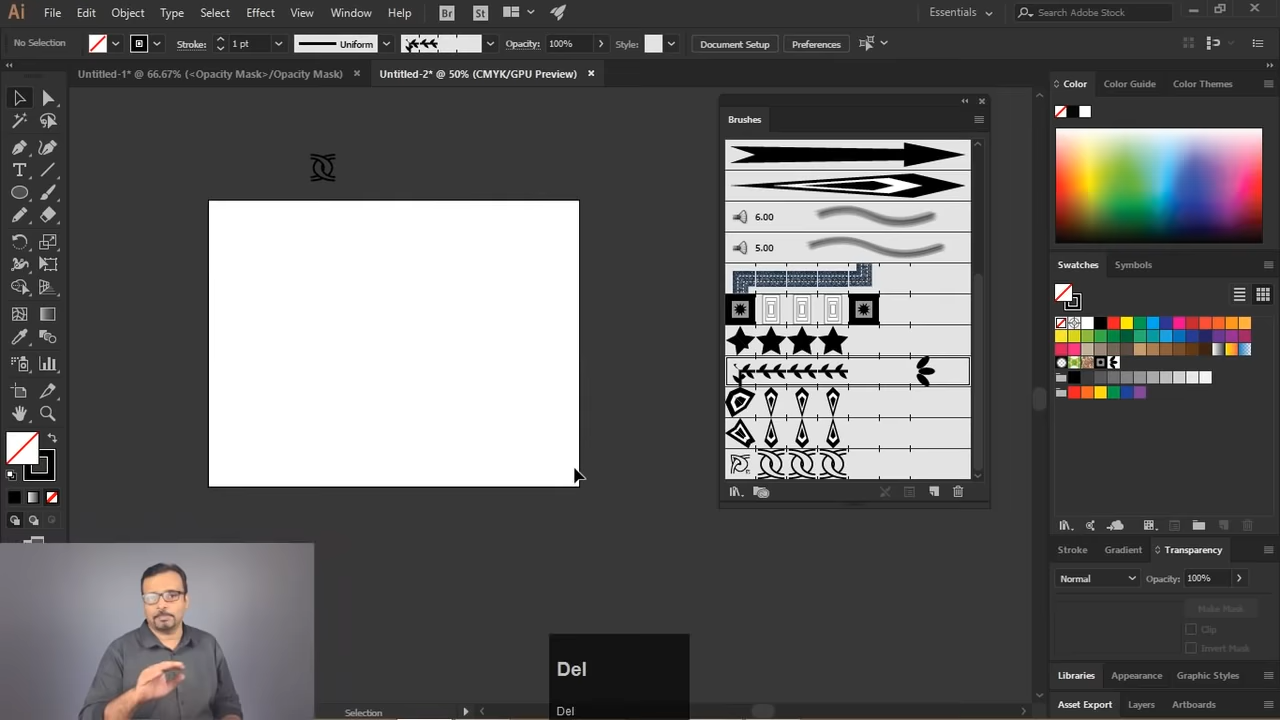 Ai File Edit Object Type Select Effect View Window Help Br St Essentials Search Adobe Stock
No Selection Stroke: 1 pt Uniform Opacity: 100% Style: Document Setup Preferences
Untitled-1* @ 66.67% (<Opacity Mask>/Opacity Mask) Untitled-2* @ 50% (CMYK/GPU Preview)
Color Color Guide Color Themes
Brushes
6.00
5.00
Swatches Symbols
Stroke Gradient Transparency
Normal Opacity: 100%
Make Mask
Clip
Invert Mask
Libraries Appearance Graphic Styles
Asset Export Layers Artboards
Del
Del
Selection